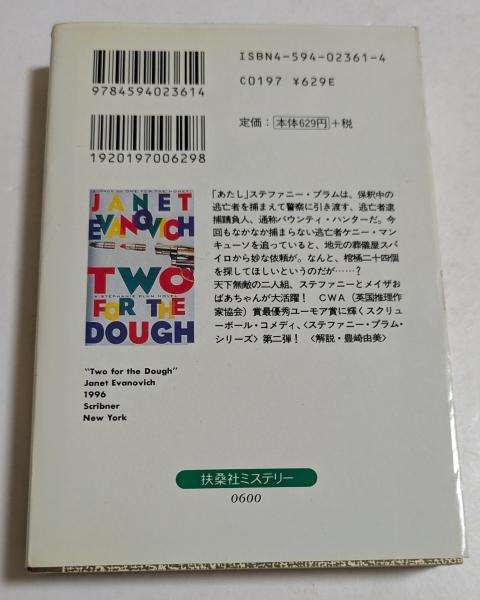 ISBN4-594-02361-4
9784594023614
C0197 ¥629E
定価：本体629円+税
1920197006298
「あたし」ステファニー・プラムは、保釈中の
逃亡者を捕まえて警察に引き渡す、逃亡者逮
捕請負人、通称バウンティ・ハンターだ。今
回もなかなか捕まらない逃亡者ケニー・マン
キューソを追っていると、地元の葬儀屋スパ
イロから妙な依頼が。なんと、棺桶二十四個
を探してほしいというのだが……？
天下無敵の二人組、ステファニーとメイザお
ばあちゃんが大活躍！　CWA（英国推理作
家協会）賞最優秀ユーモア賞に輝くスクリュ
ーボール・コメディ、〈ステファニー・プラム・
シリーズ〉第二弾！　〈解説・豊崎由美〉
JANET
EVANOVICH
TWO
A STEPHANIE PLUM NOVEL
FOR THE
DOUGH
"Two for the Dough"
Janet Evanovich
1996
Scribner
New York
扶桑社ミステリー
0600